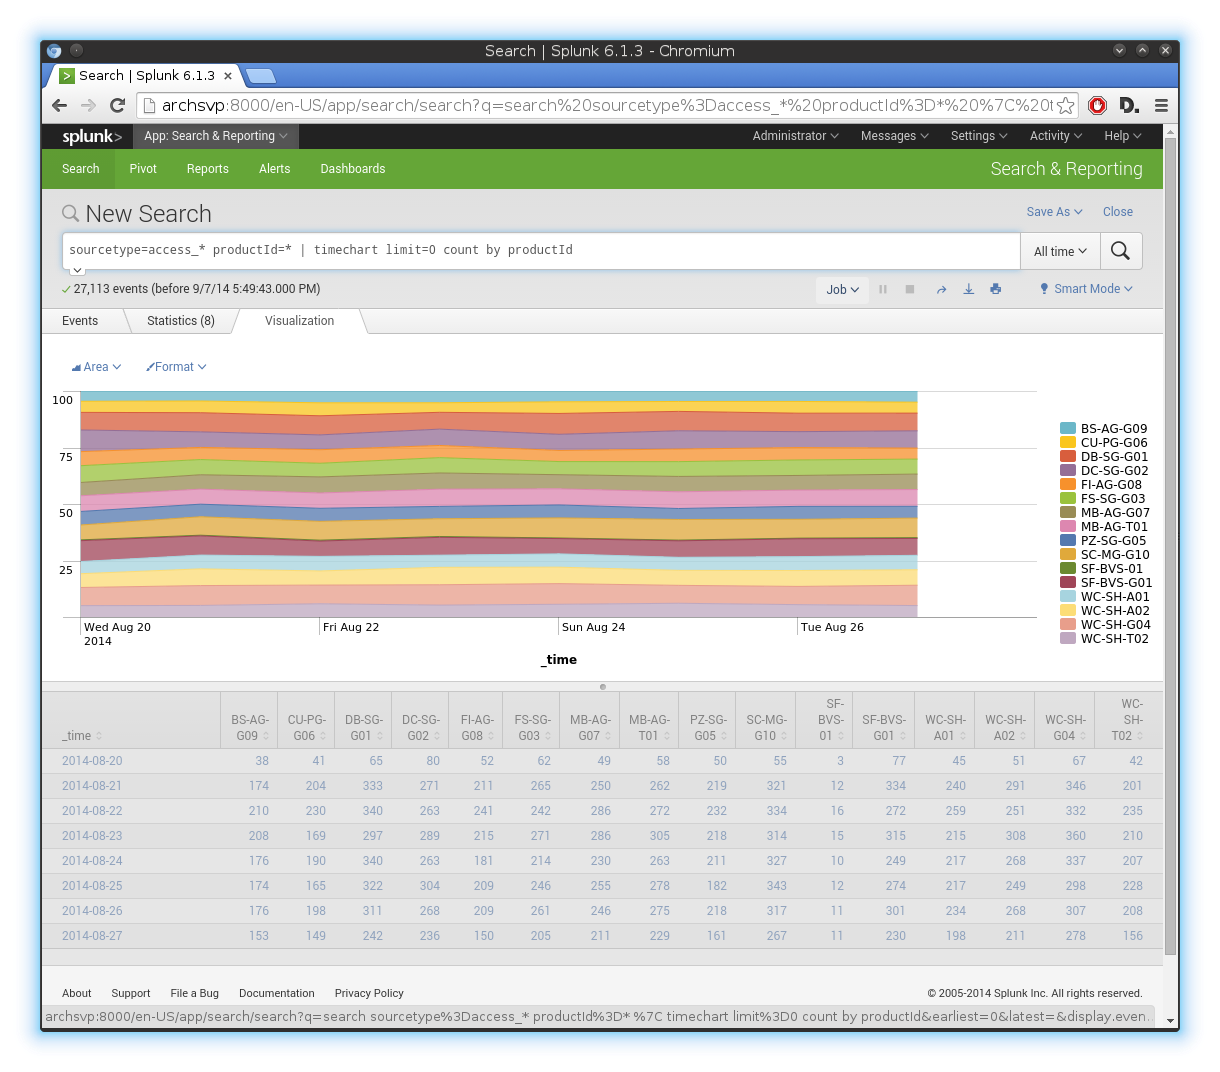 Search | Splunk 6.1.3 - Chromium
Search | Splunk 6.1.3 ×
archsvp:8000/en-US/app/search/search?q=search%20sourcetype%3Daccess_*%20productId%3D*%20%7C%20t
splunk> App: Search & Reporting Administrator Messages Settings Activity Help
Search Pivot Reports Alerts Dashboards Search & Reporting
New Search Save As Close
sourcetype=access_* productId=* | timechart limit=0 count by productId All time
27,113 events (before 9/7/14 5:49:43.000 PM) Job Smart Mode
Events Statistics (8) Visualization
Area Format
100
75
50
25
Wed Aug 20 Fri Aug 22 Sun Aug 24 Tue Aug 26
2014
_time
BS-AG-G09
CU-PG-G06
DB-SG-G01
DC-SG-G02
FI-AG-G08
FS-SG-G03
MB-AG-G07
MB-AG-T01
PZ-SG-G05
SC-MG-G10
SF-BVS-01
SF-BVS-G01
WC-SH-A01
WC-SH-A02
WC-SH-G04
WC-SH-T02
_time BS-AG-G09 CU-PG-G06 DB-SG-G01 DC-SG-G02 FI-AG-G08 FS-SG-G03 MB-AG-G07 MB-AG-T01 PZ-SG-G05 SC-MG-G10 SF-BVS-01 SF-BVS-G01 WC-SH-A01 WC-SH-A02 WC-SH-G04 WC-SH-T02
2014-08-20 38 41 65 80 52 62 49 58 50 55 3 77 45 51 67 42
2014-08-21 174 204 333 271 211 265 250 262 219 321 12 334 240 291 346 201
2014-08-22 210 230 340 263 241 242 286 272 232 334 16 272 259 251 332 235
2014-08-23 208 169 297 289 215 271 286 305 218 314 15 315 215 308 360 210
2014-08-24 176 190 340 263 181 214 230 263 211 327 10 249 217 268 337 207
2014-08-25 174 165 322 304 209 246 255 278 182 343 12 274 217 249 298 228
2014-08-26 176 198 311 268 209 261 246 275 218 317 11 301 234 268 307 208
2014-08-27 153 149 242 236 150 205 211 229 161 267 11 230 198 211 278 156
About Support File a Bug Documentation Privacy Policy © 2005-2014 Splunk Inc. All rights reserved.
archsvp:8000/en-US/app/search/search?q=search sourcetype%3Daccess_* productId%3D* %7C timechart limit%3D0 count by productId&earliest=0&latest=&display.even...